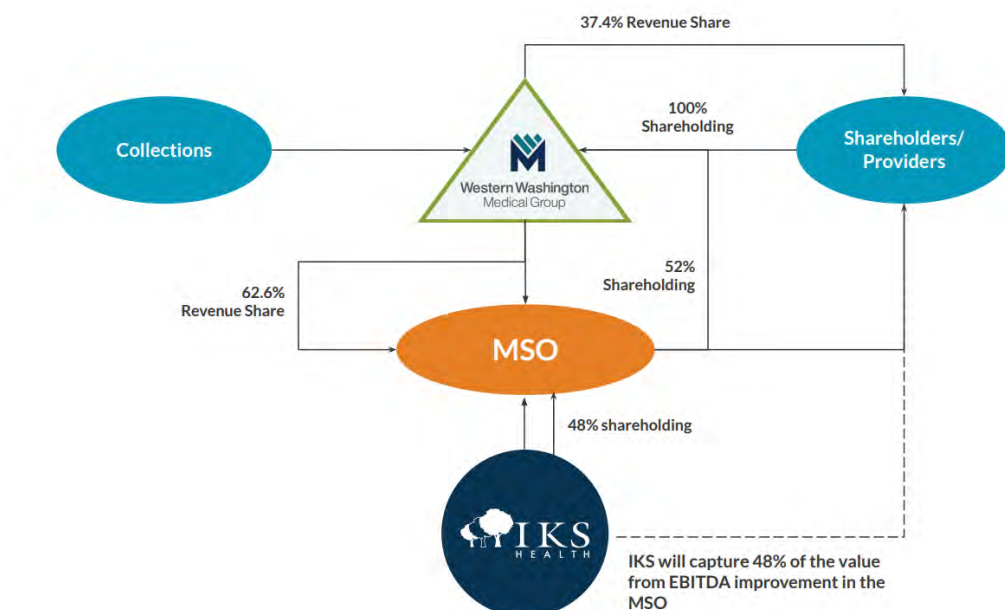 37.4% Revenue Share
Collections
100%
Shareholding
Shareholders/
Providers
M
Western Washington
Medical Group
52%
Shareholding
62.6%
Revenue Share
MSO
48% shareholding
IKS
HEALTH
IKS will capture 48% of the value
from EBITDA improvement in the
MSO